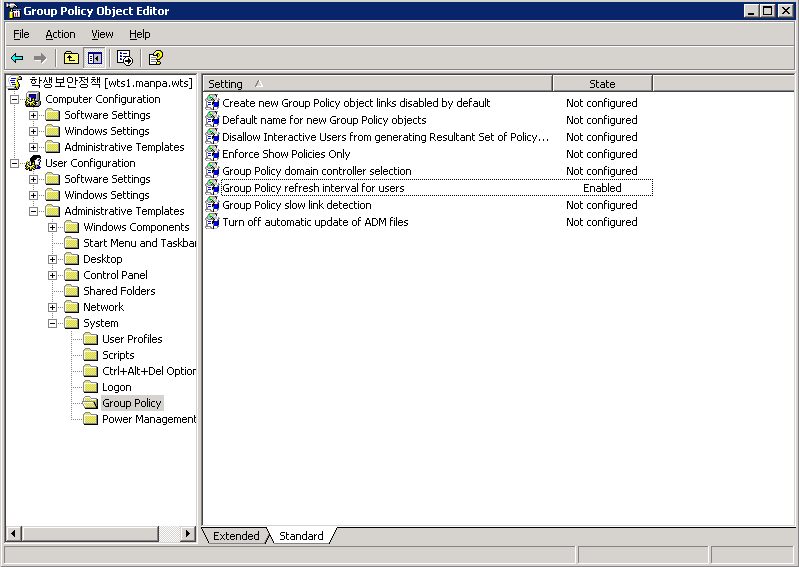 Group Policy Object Editor
File Action View Help
학생보안정책 [wts1.manpa.wts]
Computer Configuration
Software Settings
Windows Settings
Administrative Templates
User Configuration
Software Settings
Windows Settings
Administrative Templates
Windows Components
Start Menu and Taskbar
Desktop
Control Panel
Shared Folders
Network
System
User Profiles
Scripts
Ctrl+Alt+Del Option
Logon
Group Policy
Power Management
Setting State
Create new Group Policy object links disabled by default Not configured
Default name for new Group Policy objects Not configured
Disallow Interactive Users from generating Resultant Set of Policy... Not configured
Enforce Show Policies Only Not configured
Group Policy domain controller selection Not configured
Group Policy refresh interval for users Enabled
Group Policy slow link detection Not configured
Turn off automatic update of ADM files Not configured
Extended Standard